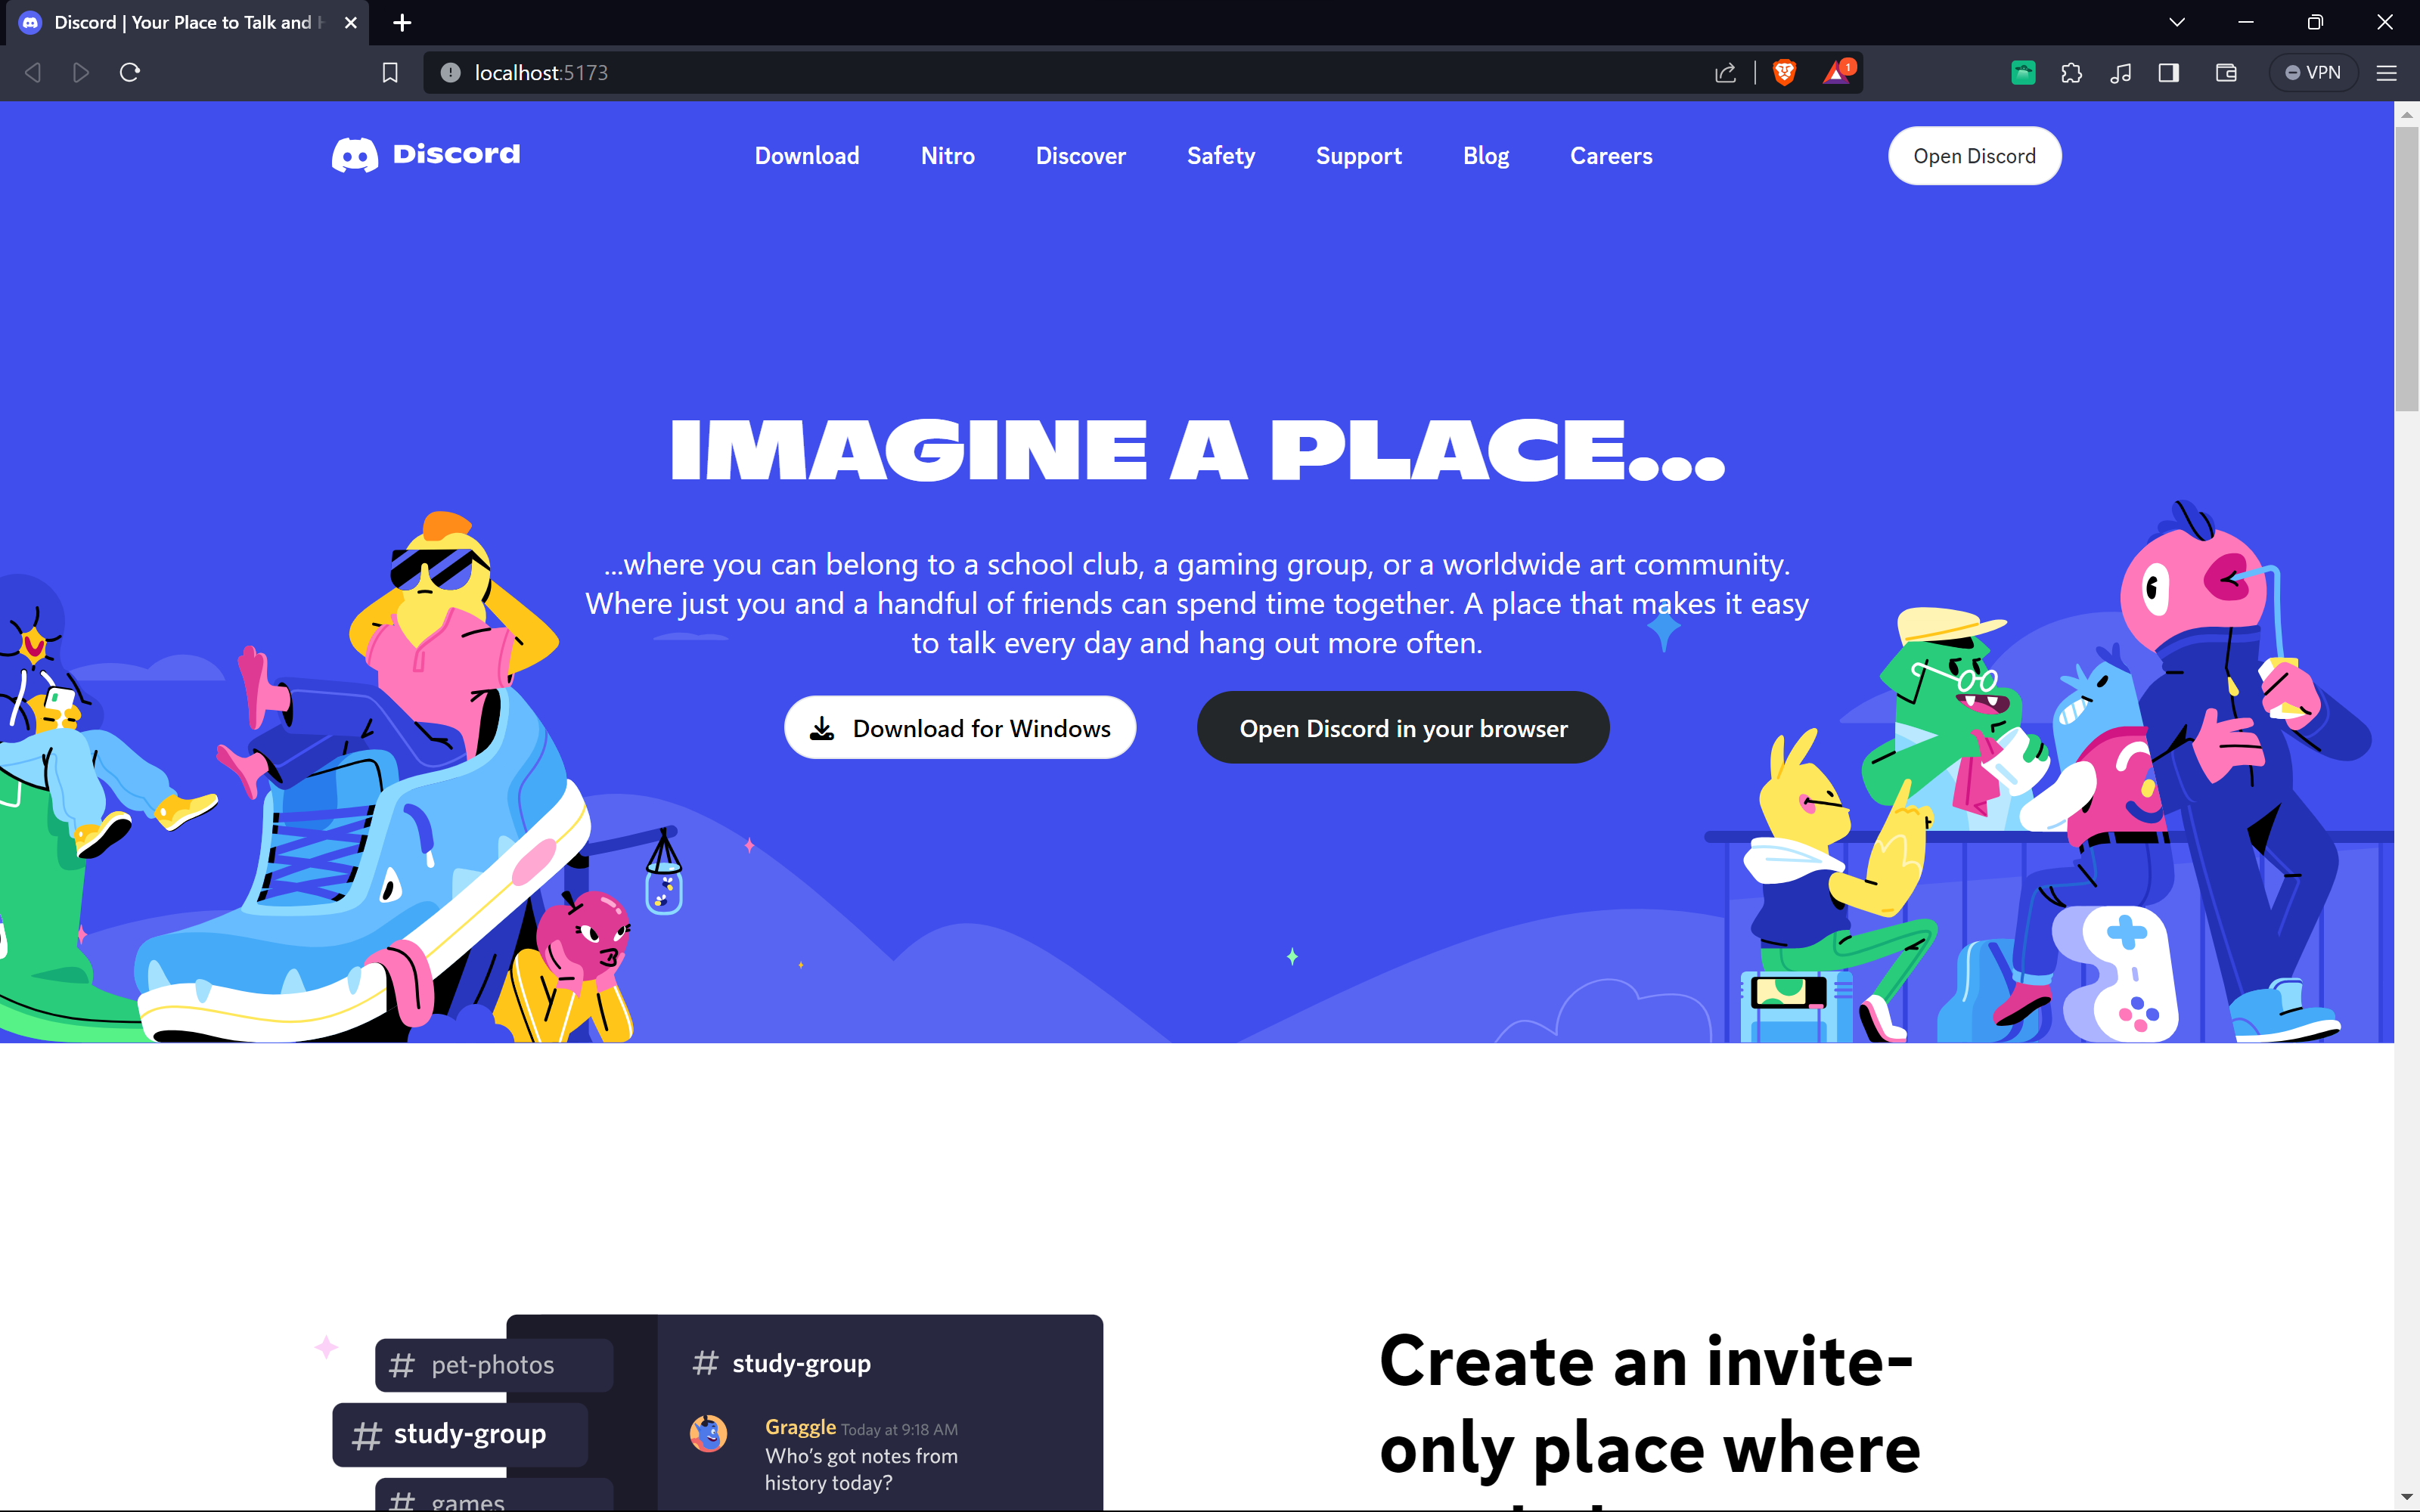 Discord | Your Place to Talk and
localhost:5173
1
VPN
Discord
Download Nitro Discover Safety Support Blog Careers
Open Discord
IMAGINE A PLACE...
...where you can belong to a school club, a gaming group, or a worldwide art community.
Where just you and a handful of friends can spend time together. A place that makes it easy
to talk every day and hang out more often.
Download for Windows
Open Discord in your browser
# pet-photos
# study-group
# games
# study-group
Graggle Today at 9:18 AM
Who's got notes from
history today?
Create an invite-
only place where